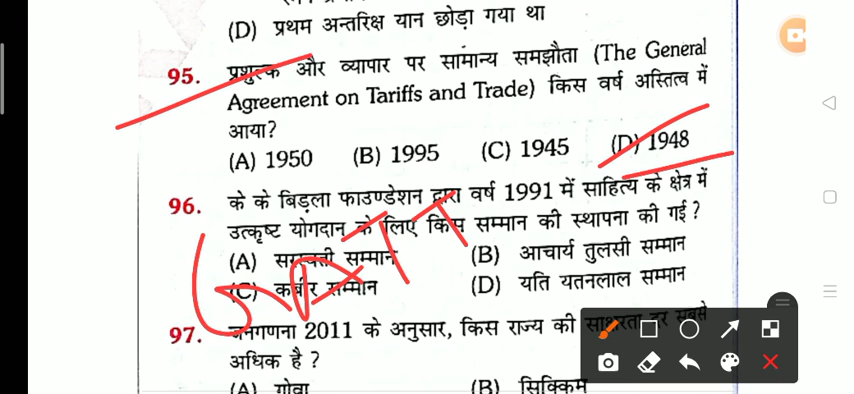 (D) प्रथम अन्तरिक्ष यान छोड़ा गया था
95. प्रशुल्क और व्यापार पर सामान्य समझौता (The General
Agreement on Tariffs and Trade) किस वर्ष अस्तित्व में
आया?
(A) 1950 (B) 1995 (C) 1945 (D) 1948
96. के के बिड़ला फाउण्डेशन द्वारा वर्ष 1991 में साहित्य के क्षेत्र में
उत्कृष्ट योगदान के लिए किस सम्मान की स्थापना की गई?
(A) सरस्वती सम्मान (B) आचार्य तुलसी सम्मान
(C) कबीर सम्मान (D) यति यतनलाल सम्मान
GATT
97. जनगणना 2011 के अनुसार, किस राज्य की साक्षरता दर सबसे
अधिक है?
(A) गोवा (B) सिक्किम